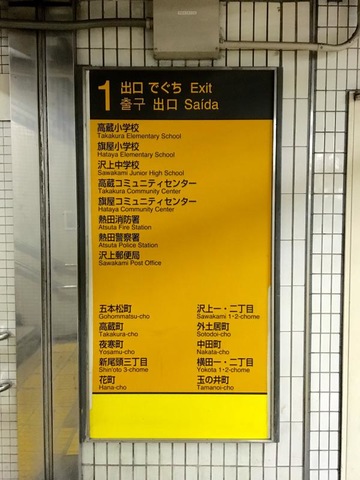 1 出口 でぐち Exit
출구 出口 Saída
高蔵小学校
Takakura Elementary School
旗屋小学校
Hataya Elementary School
沢上中学校
Sawakami Junior High School
高蔵コミュニティセンター
Takakura Community Center
旗屋コミュニティセンター
Hataya Community Center
熱田消防署
Atsuta Fire Station
熱田警察署
Atsuta Police Station
沢上郵便局
Sawakami Post Office
五本松町
Gohommatsu-cho
高蔵町
Takakura-cho
夜寒町
Yosamu-cho
新尾頭三丁目
Shin'oto 3-chome
花町
Hana-cho
沢上一・二丁目
Sawakami 1・2-chome
外土居町
Sotodoi-cho
中田町
Nakata-cho
横田一・二丁目
Yokota 1・2-chome
玉の井町
Tamanoi-cho